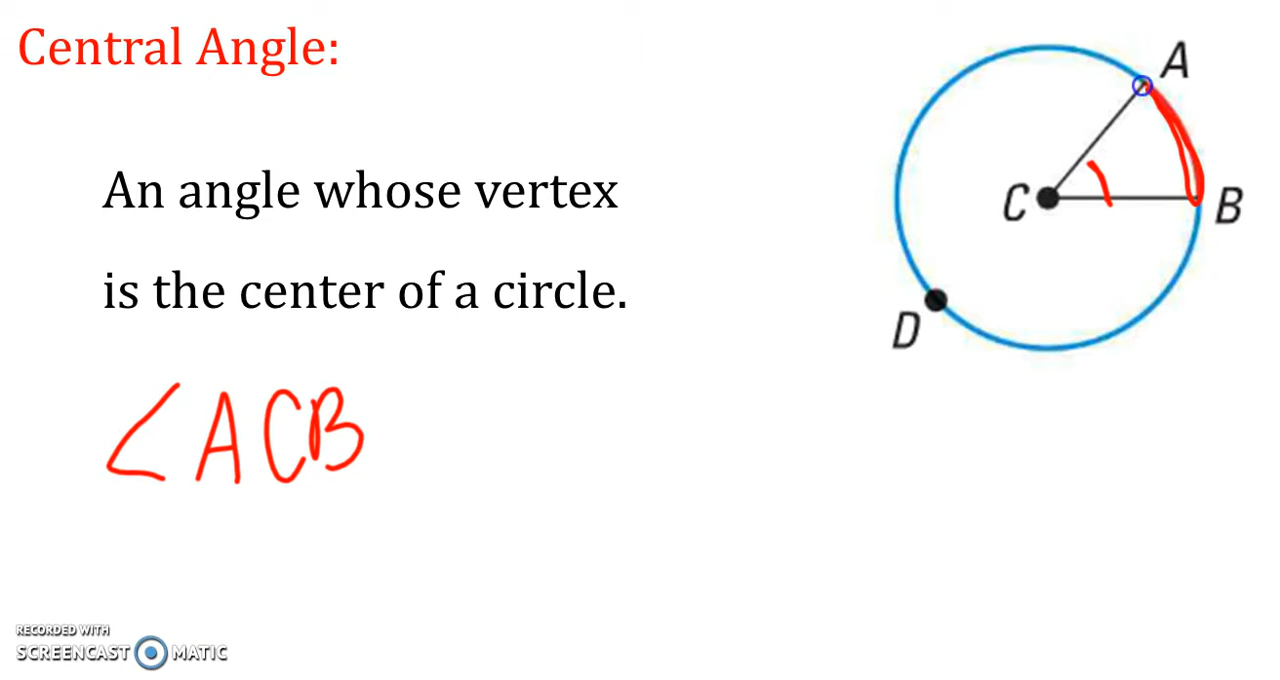 Central Angle:
An angle whose vertex
is the center of a circle.
∠ACB
A
C
B
D
RECORDED WITH
SCREENCAST MATIC